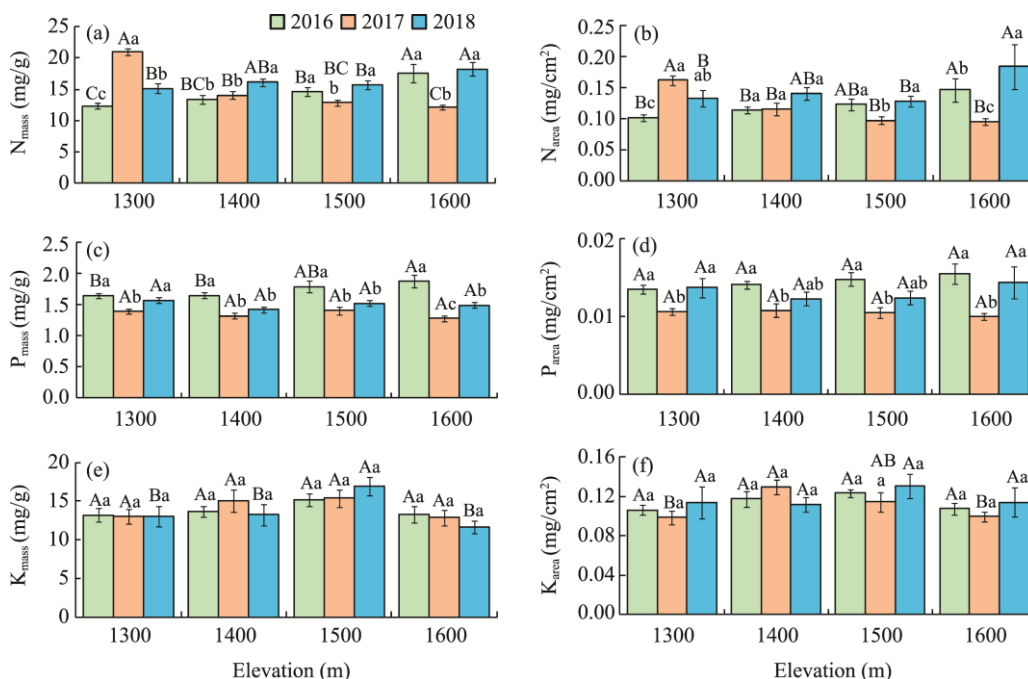 2016 2017 2018
(a)
N_mass (mg/g)
25
20
15
10
5
0
Cc Aa Bb BCb Bb ABa Ba BC
b Ba Aa Cb Aa
1300 1400 1500 1600
(b)
N_area (mg/cm²)
0.25
0.20
0.15
0.10
0.05
0.00
Bc Aa B
ab Ba Ba ABa ABa Bb Ba Ab Bc Aa
1300 1400 1500 1600
(c)
P_mass (mg/g)
2.5
2.0
1.5
1.0
0.5
0.0
Ba Ab Aa Ba Ab Ab ABa Ab Ab Aa Ac Ab
1300 1400 1500 1600
(d)
P_area (mg/cm²)
0.02
0.01
0.00
Aa Ab Aa Aa Ab Aab Aa Ab Aab Aa Ab Aa
1300 1400 1500 1600
(e)
K_mass (mg/g)
20
15
10
5
0
Aa Aa Ba Aa Aa Ba Aa Aa Aa Aa Aa Ba
1300 1400 1500 1600
Elevation (m)
(f)
K_area (mg/cm²)
0.16
0.12
0.08
0.04
0.00
Aa Ba Aa Aa Aa Aa Aa AB
a Aa Aa Ba Aa
1300 1400 1500 1600
Elevation (m)